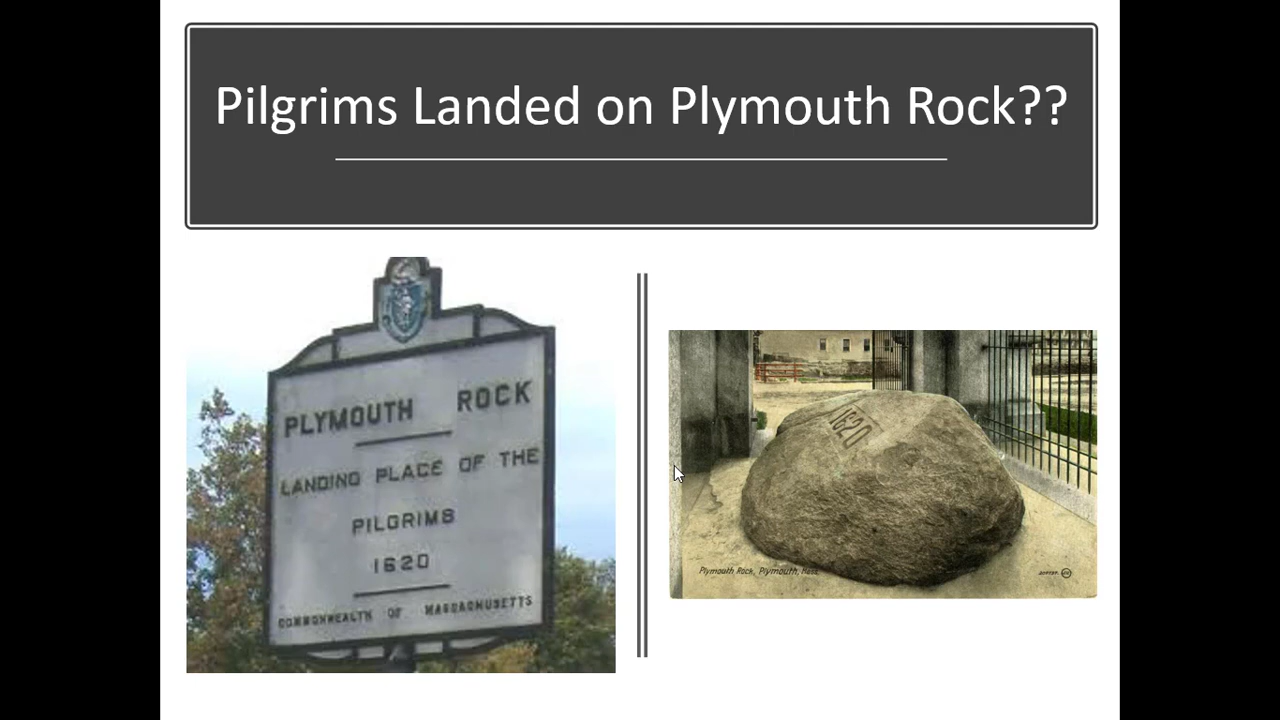 Pilgrims Landed on Plymouth Rock??
PLYMOUTH ROCK
LANDING PLACE OF THE
PILGRIMS
1620
COMMONWEALTH OF MASSACHUSETTS
1620
Plymouth Rock, Plymouth, Mass.